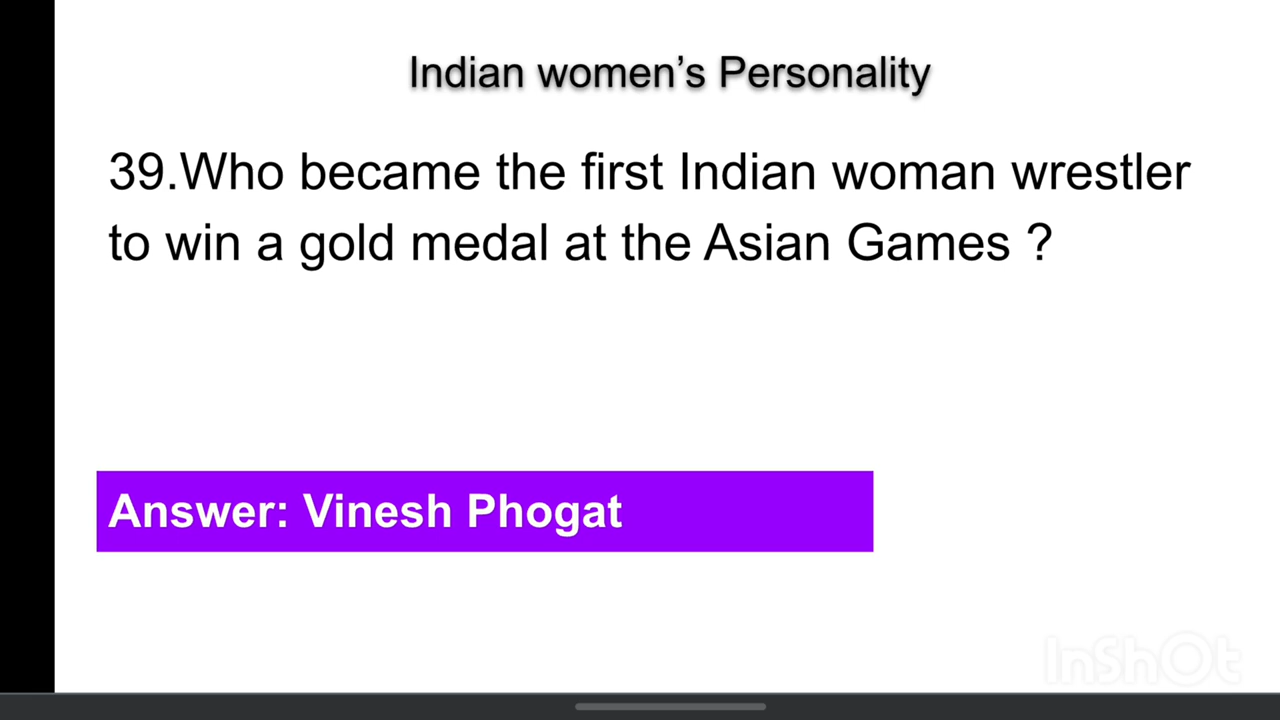 Indian women’s Personality
39.Who became the first Indian woman wrestler
to win a gold medal at the Asian Games ?
Answer: Vinesh Phogat
InShOt